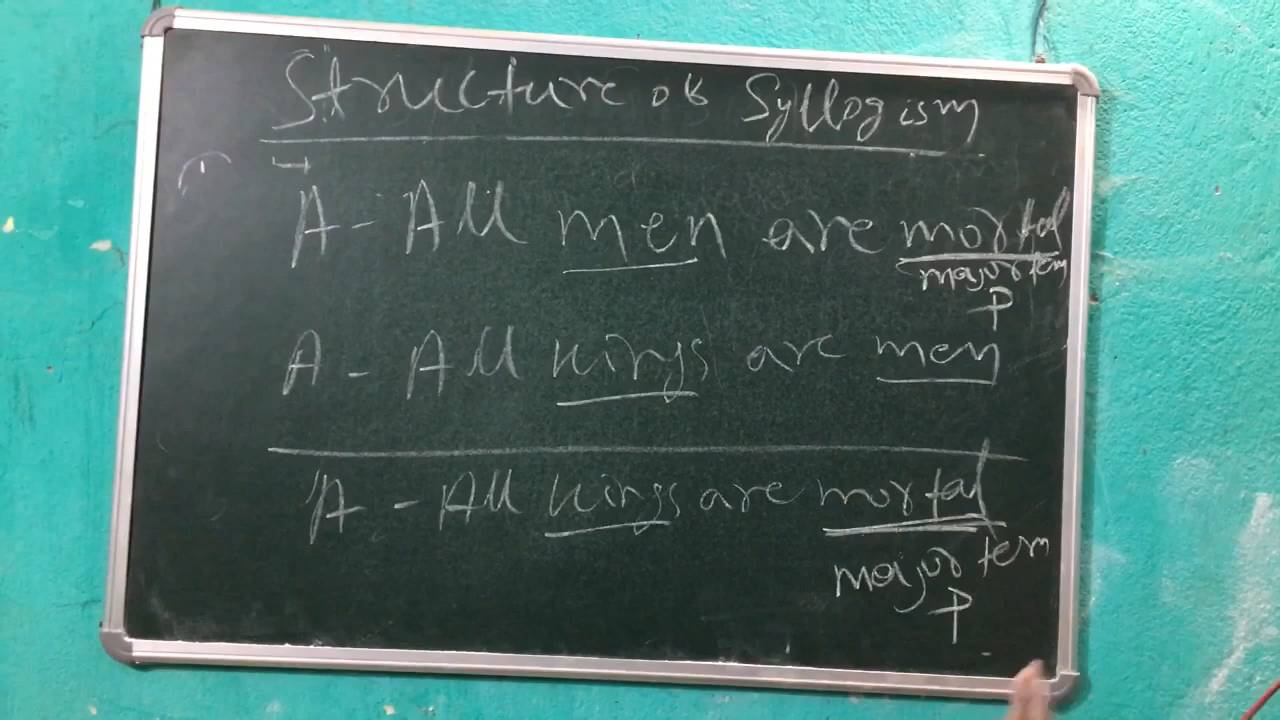 Structure of Syllogism
A - All men are mortal
major term
P
A - All kings are men
A - All kings are mortal
major term
P